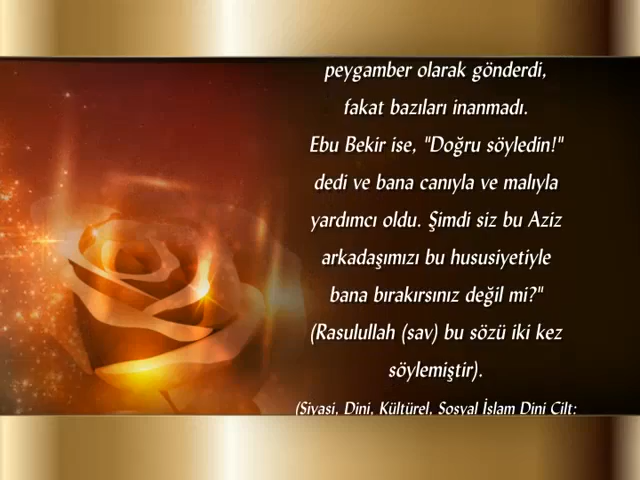 peygamber olarak gönderdi,
fakat bazıları inanmadı.
Ebu Bekir ise, "Doğru söyledin!"
dedi ve bana canıyla ve malıyla
yardımcı oldu. Şimdi siz bu Aziz
arkadaşımızı bu hususiyetiyle
bana bırakırsınız değil mi?"
(Rasulullah (sav) bu sözü iki kez
söylemiştir).
(Siyasi, Dini, Kültürel, Sosyal İslam Dini Cilt: